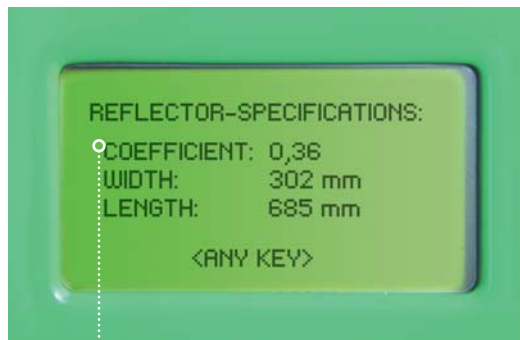 REFLECTOR-SPECIFICATIONS:
COEFFICIENT: 0,36
WIDTH: 302 mm
LENGTH: 685 mm
<ANY KEY>